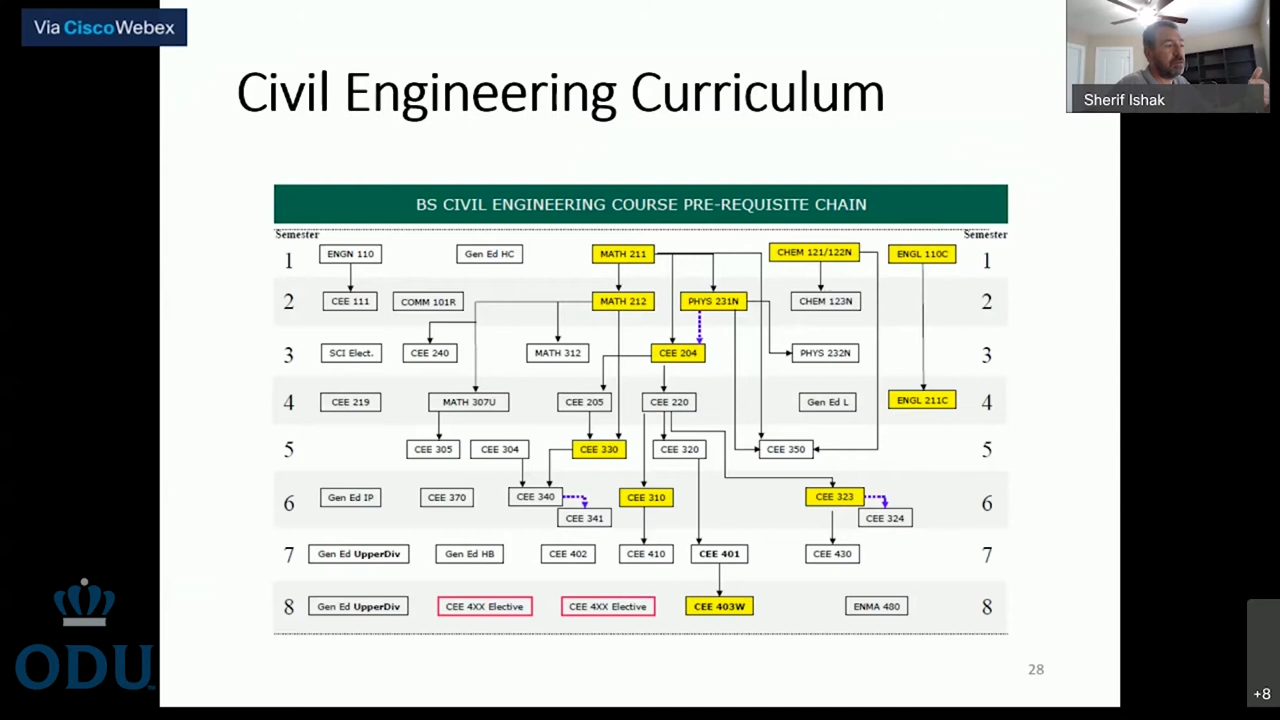 Via Cisco Webex
Civil Engineering Curriculum
Sherif Ishak
BS CIVIL ENGINEERING COURSE PRE-REQUISITE CHAIN
Semester
Semester
1 ENGN 110 Gen Ed HC MATH 211 CHEM 121/122N ENGL 110C 1
2 CEE 111 COMM 101R MATH 212 PHYS 231N CHEM 123N 2
3 SCI Elect. CEE 240 MATH 312 CEE 204 PHYS 232N 3
4 CEE 219 MATH 307U CEE 205 CEE 220 Gen Ed L ENGL 211C 4
5 CEE 305 CEE 304 CEE 330 CEE 320 CEE 350 5
6 Gen Ed IP CEE 370 CEE 340 CEE 310 CEE 323 6
CEE 341 CEE 324
7 Gen Ed UpperDiv Gen Ed HB CEE 402 CEE 410 CEE 401 CEE 430 7
8 Gen Ed UpperDiv CEE 4XX Elective CEE 4XX Elective CEE 403W ENMA 480 8
ODU
28
+8